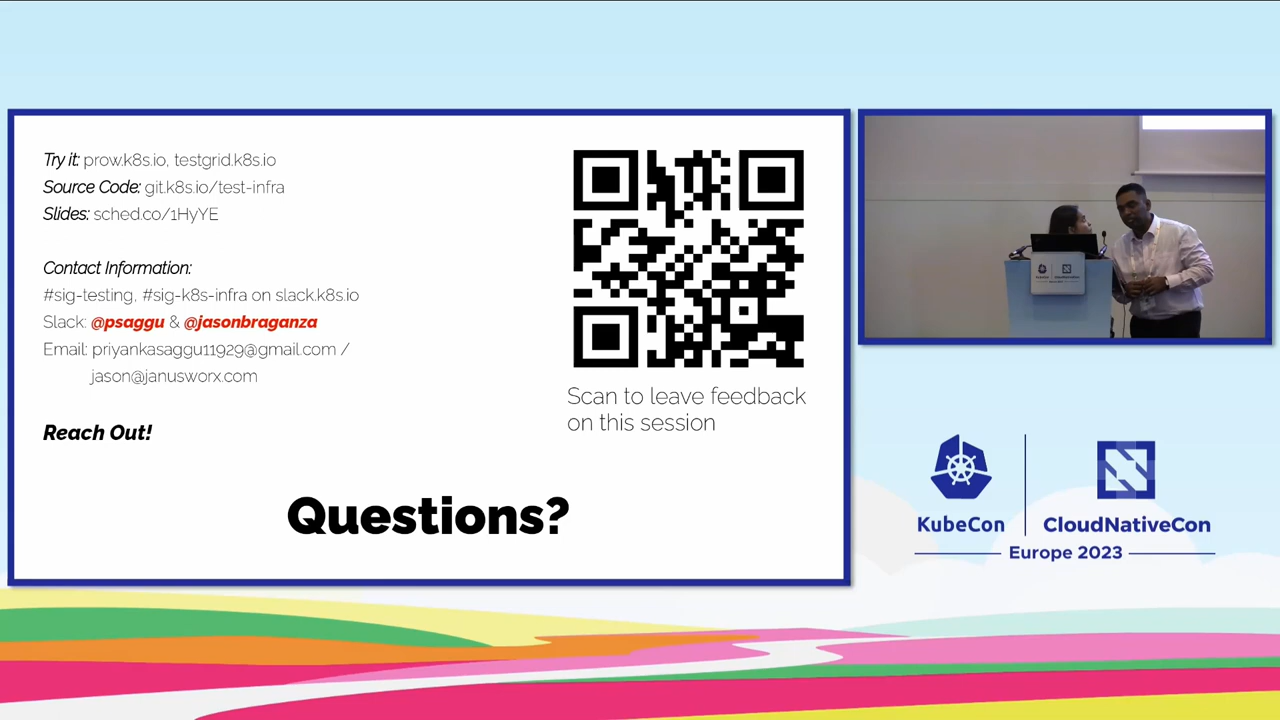 Try it: prow.k8s.io, testgrid.k8s.io
Source Code: git.k8s.io/test-infra
Slides: sched.co/1HyYE
Contact Information:
#sig-testing, #sig-k8s-infra on slack.k8s.io
Slack: @psaggu & @jasonbraganza
Email: priyankasaggu11929@gmail.com /
jason@janusworx.com
Reach Out!
Scan to leave feedback
on this session
Questions?
KubeCon
CloudNativeCon
Europe 2023